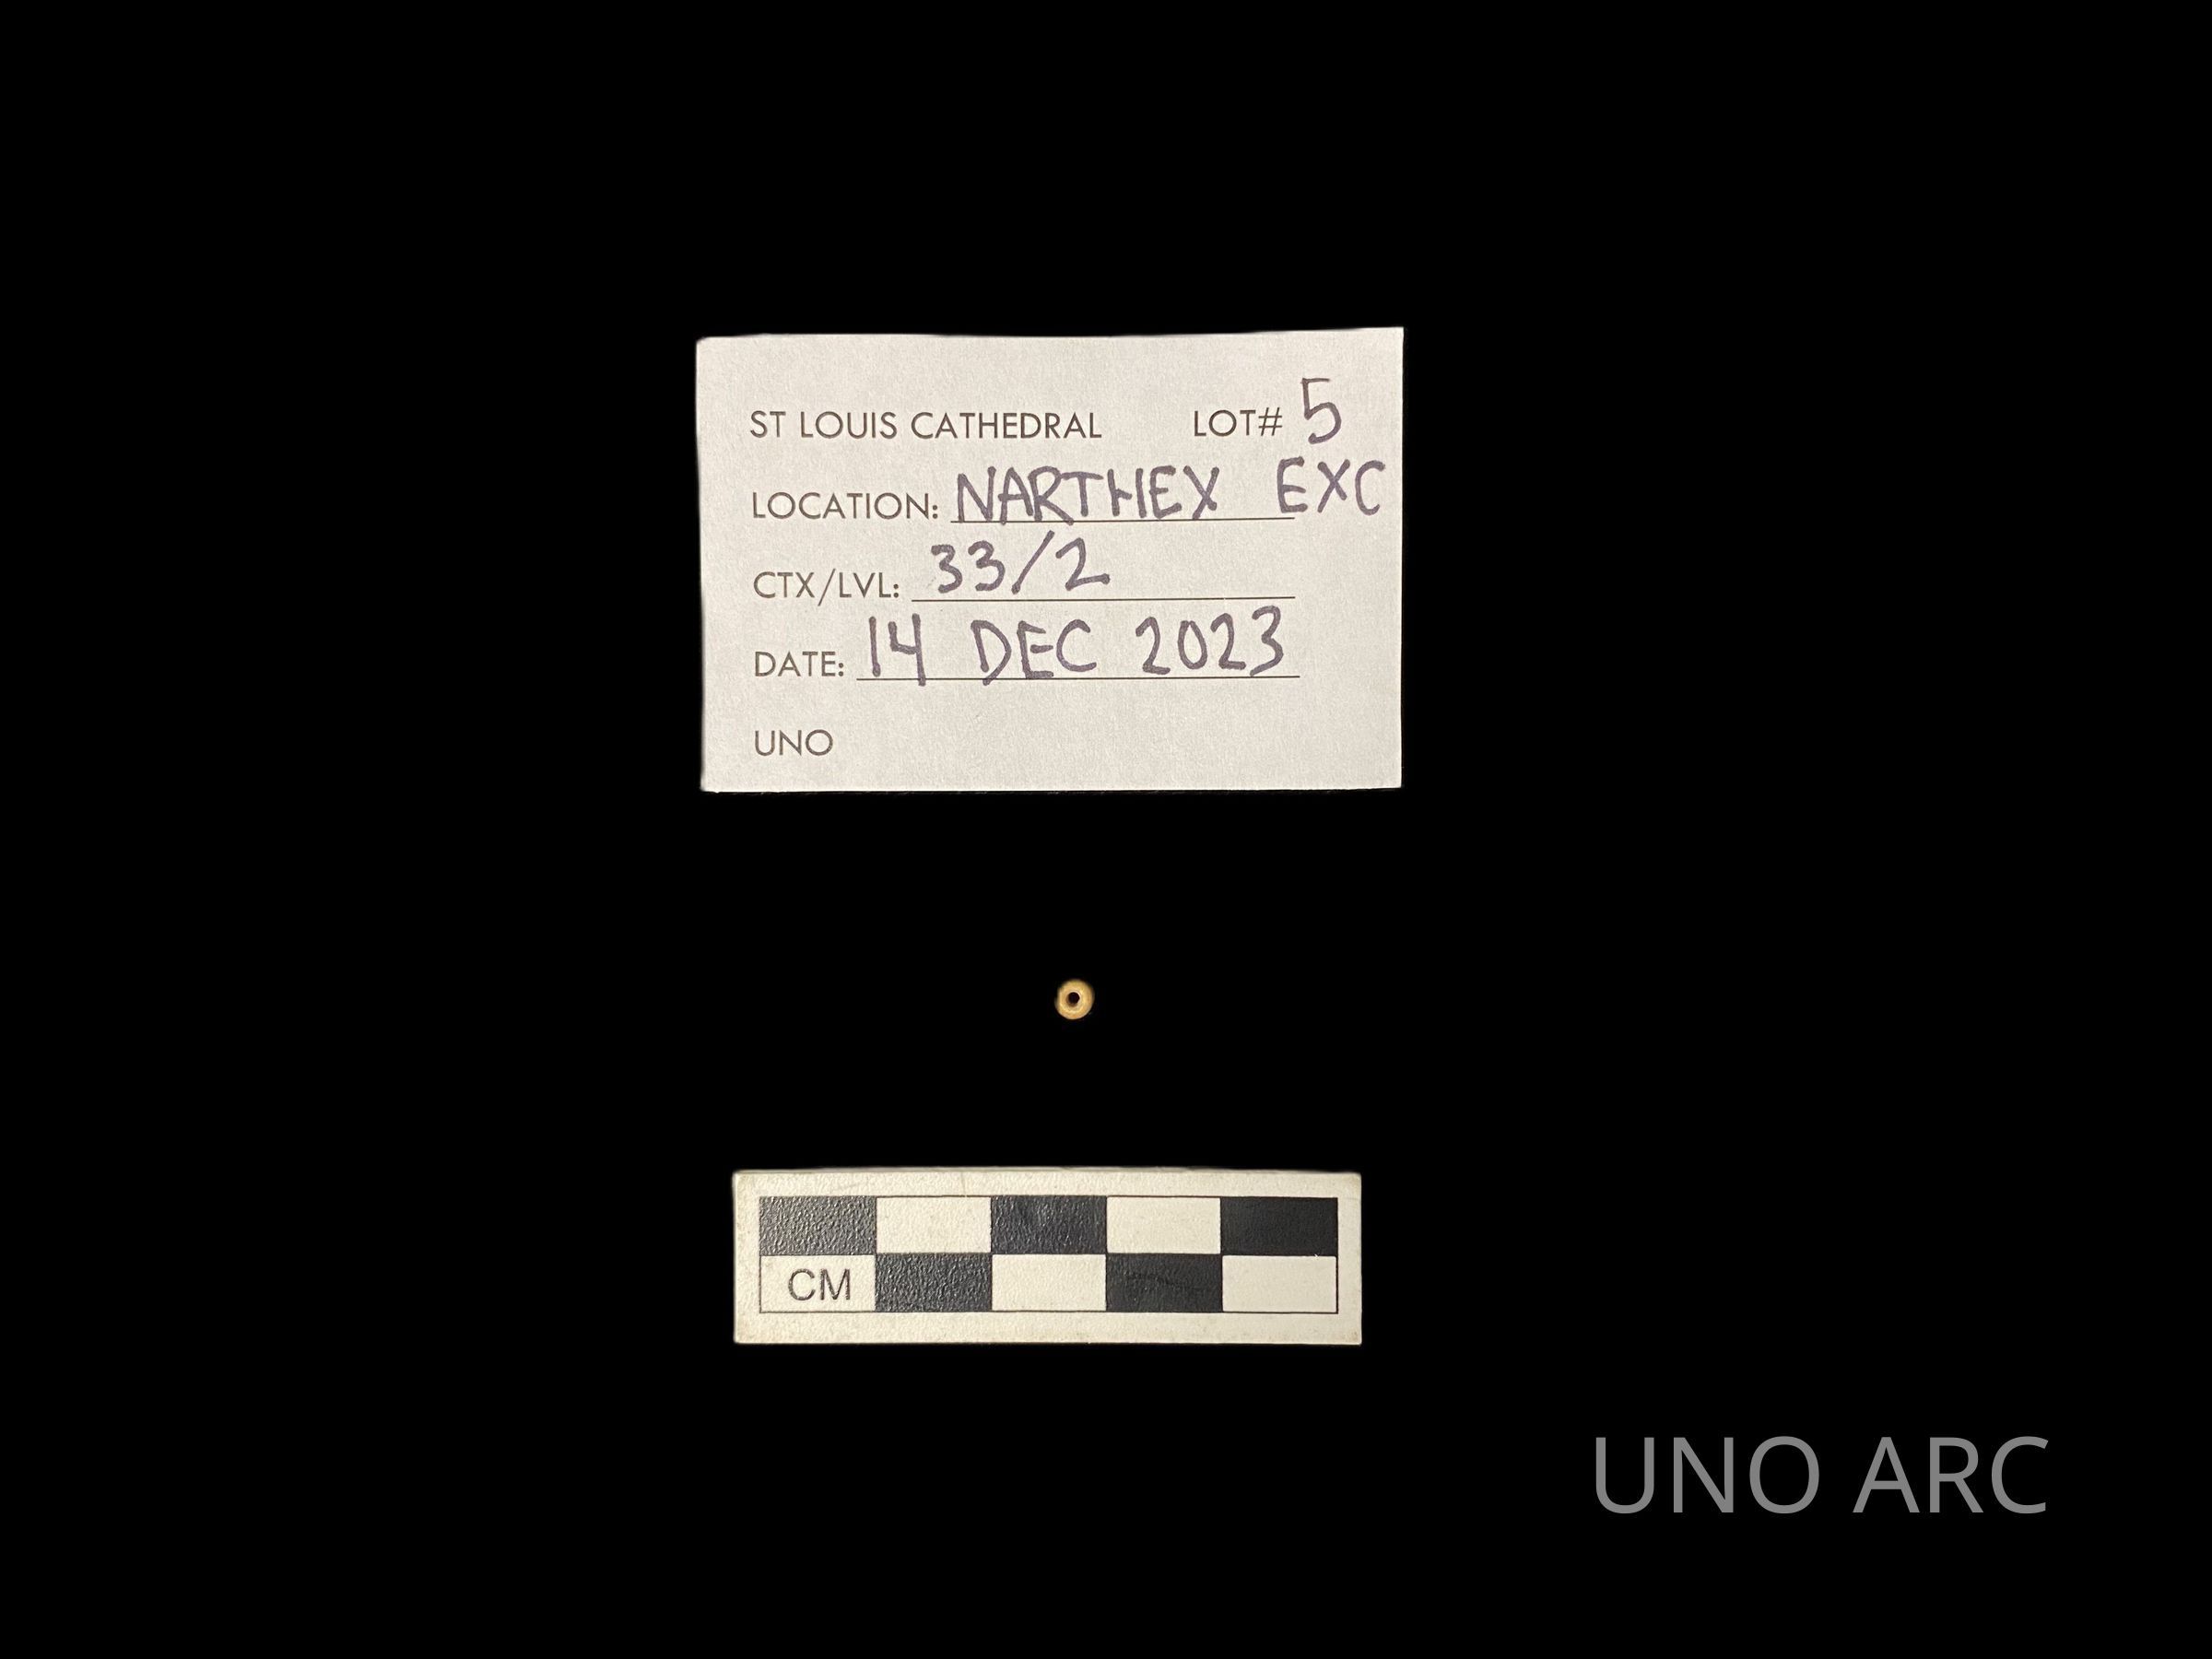 ST LOUIS CATHEDRAL LOT# 5
LOCATION: NARTHEX EXC
CTX/LVL: 33/2
DATE: 14 DEC 2023
UNO
CM
UNO ARC